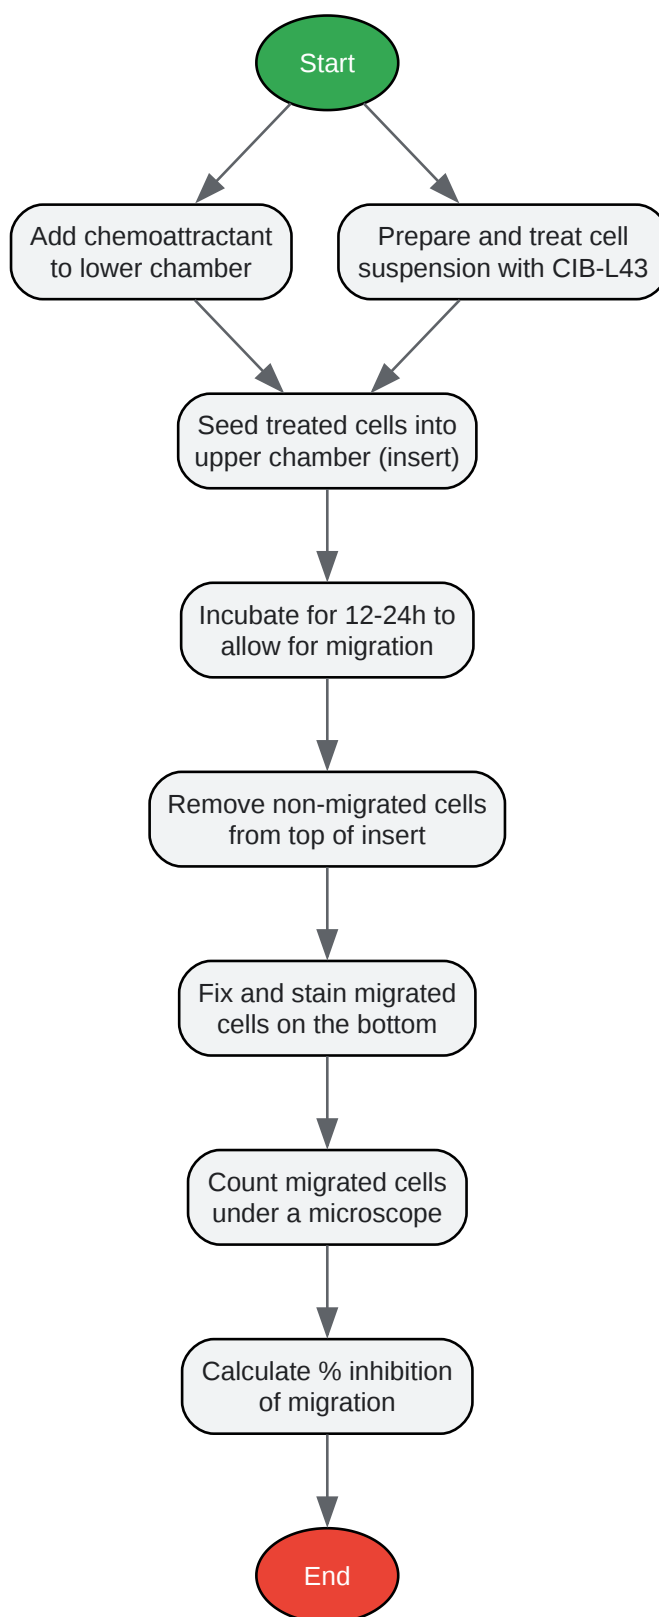 Start
Add chemoattractant
to lower chamber
Prepare and treat cell
suspension with CIB-L43
Seed treated cells into
upper chamber (insert)
Incubate for 12-24h to
allow for migration
Remove non-migrated cells
from top of insert
Fix and stain migrated
cells on the bottom
Count migrated cells
under a microscope
Calculate % inhibition
of migration
End